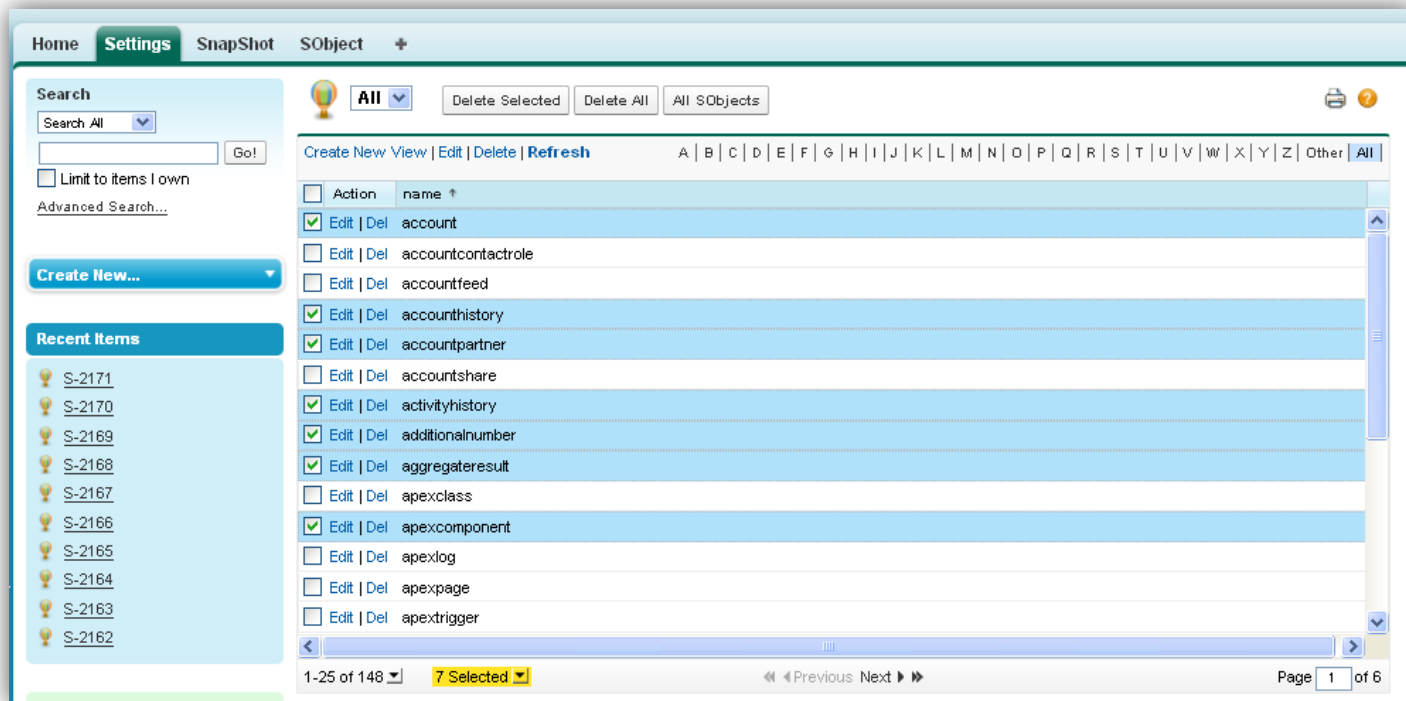 Home Settings SnapShot SObject +
Search
Search All
Go!
Limit to items I own
Advanced Search...
Create New...
Recent Items
S-2171
S-2170
S-2169
S-2168
S-2167
S-2166
S-2165
S-2164
S-2163
S-2162
All Delete Selected Delete All All SObjects ?
Create New View | Edit | Delete | Refresh A | B | C | D | E | F | G | H | I | J | K | L | M | N | O | P | Q | R | S | T | U | V | W | X | Y | Z | Other | All |
Action name ↑
Edit | Del account
Edit | Del accountcontactrole
Edit | Del accountfeed
Edit | Del accounthistory
Edit | Del accountpartner
Edit | Del accountshare
Edit | Del activityhistory
Edit | Del additionalnumber
Edit | Del aggregateresult
Edit | Del apexclass
Edit | Del apexcomponent
Edit | Del apexlog
Edit | Del apexpage
Edit | Del apextrigger
1-25 of 148 7 Selected Previous Next Page 1 of 6